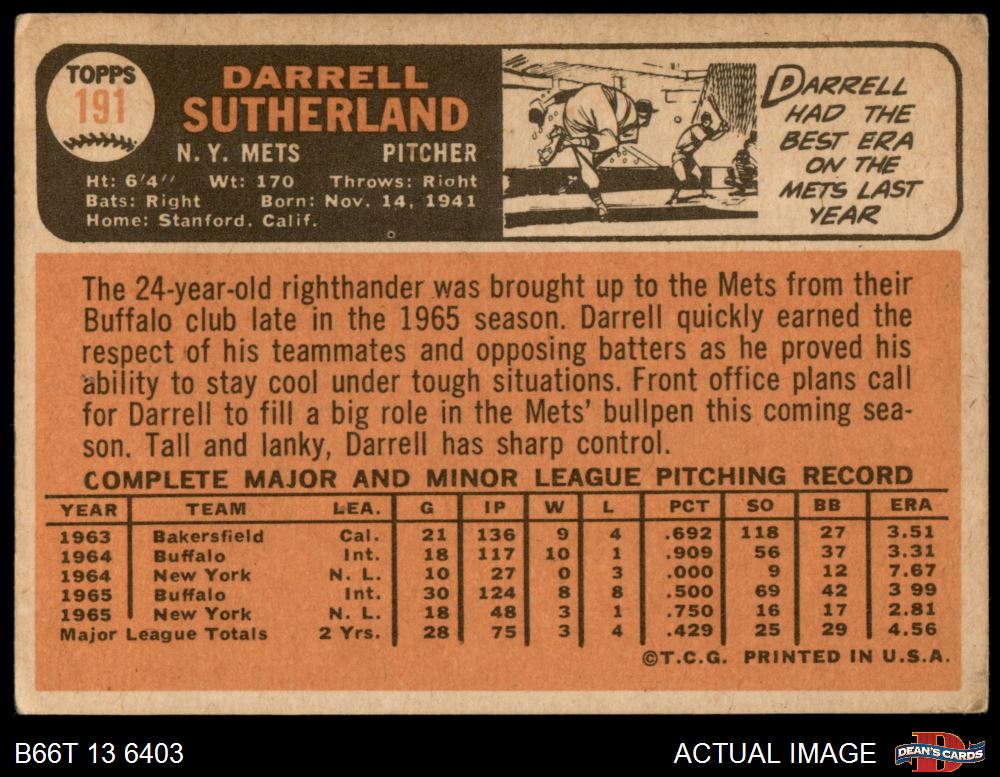 TOPPS
191
DARRELL
SUTHERLAND
N. Y. METS PITCHER
Ht: 6'4" Wt: 170 Throws: Right
Bats: Right Born: Nov. 14, 1941
Home: Stanford, Calif.
DARRELL
HAD THE
BEST ERA
ON THE
METS LAST
YEAR
The 24-year-old righthander was brought up to the Mets from their
Buffalo club late in the 1965 season. Darrell quickly earned the
respect of his teammates and opposing batters as he proved his
ability to stay cool under tough situations. Front office plans call
for Darrell to fill a big role in the Mets' bullpen this coming sea-
son. Tall and lanky, Darrell has sharp control.
COMPLETE MAJOR AND MINOR LEAGUE PITCHING RECORD
YEAR TEAM LEA. G IP W L PCT SO BB ERA
1963 Bakersfield Cal. 21 136 9 4 .692 118 27 3.51
1964 Buffalo Int. 18 117 10 1 .909 56 37 3.31
1964 New York N. L. 10 27 0 3 .000 9 12 7.67
1965 Buffalo Int. 30 124 8 8 .500 69 42 3 99
1965 New York N. L. 18 48 3 1 .750 16 17 2.81
Major League Totals 2 Yrs. 28 75 3 4 .429 25 29 4.56
©T.C.G. PRINTED IN U.S.A.
B66T 13 6403
ACTUAL IMAGE
D
DEAN'S CARDS